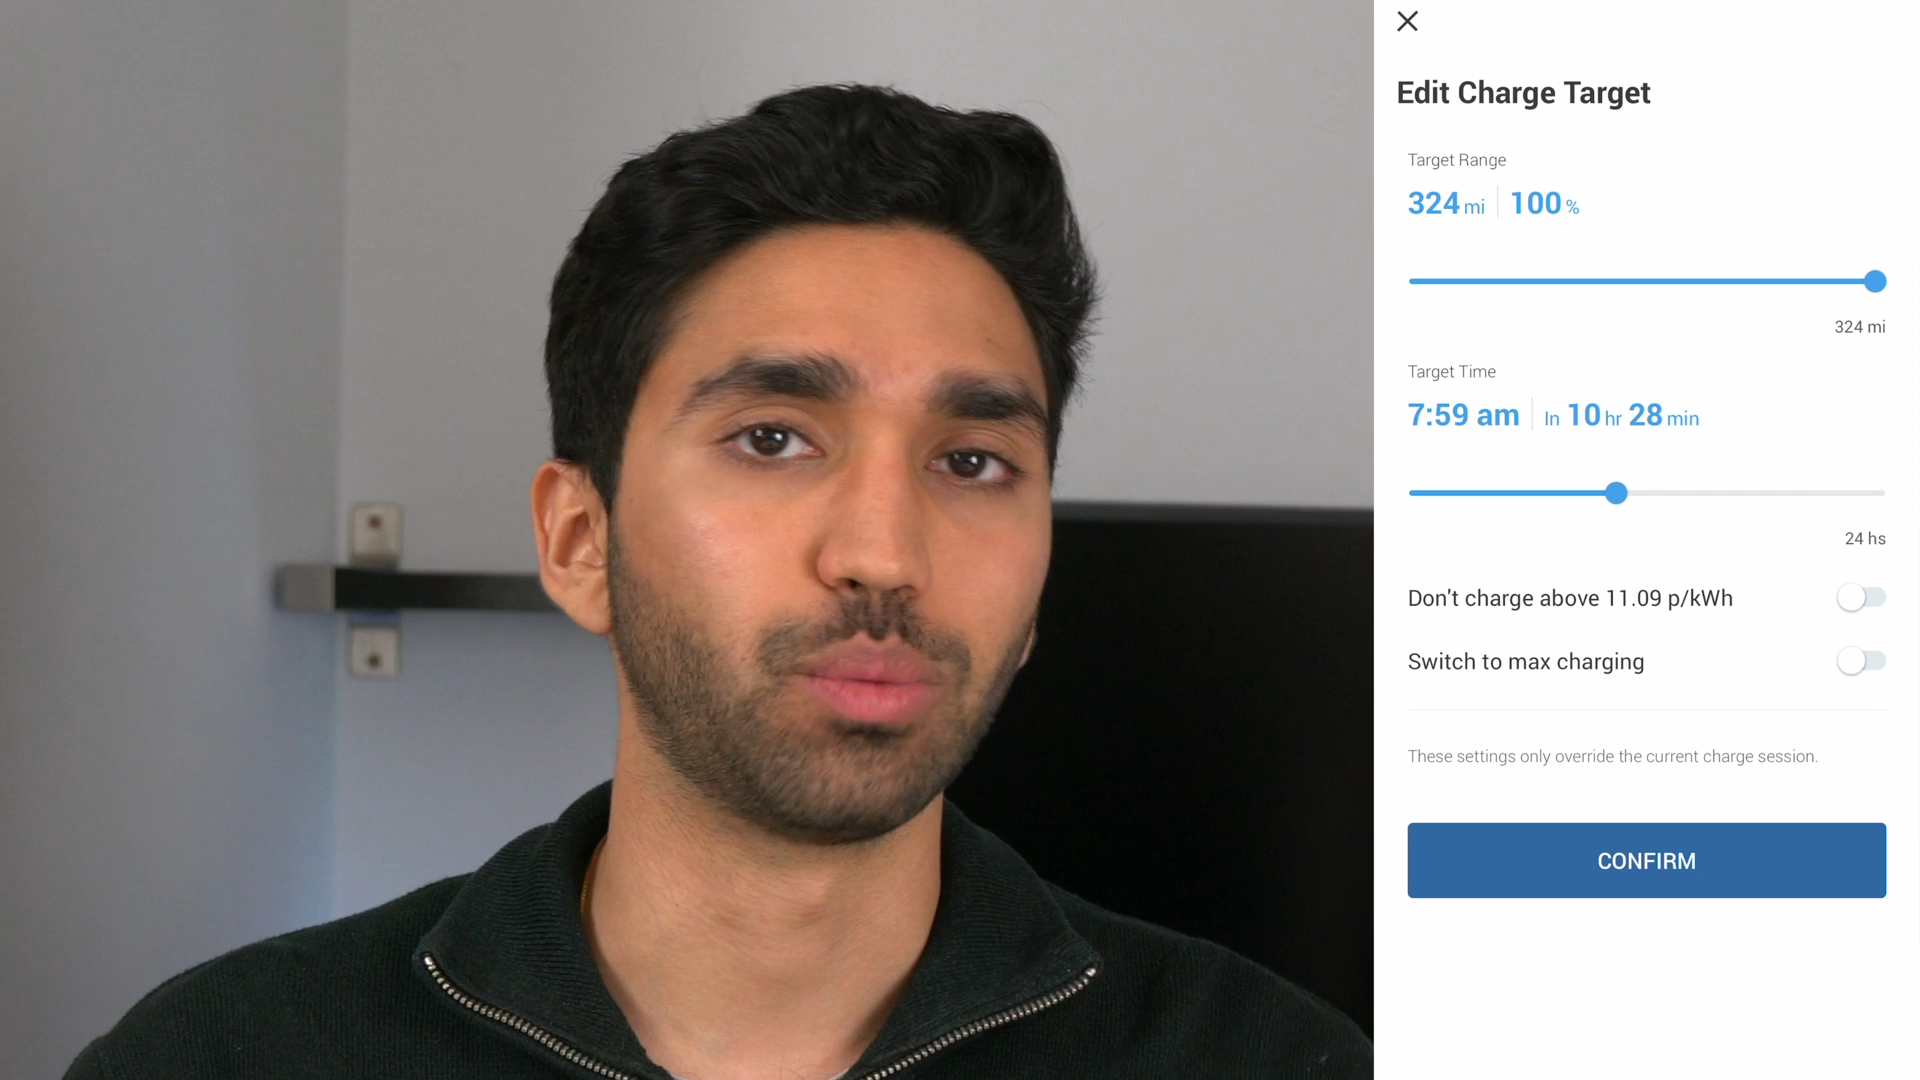 Edit Charge Target
Target Range
324 mi 100 %
324 mi
Target Time
7:59 am In 10 hr 28 min
24 hs
Don't charge above 11.09 p/kWh
Switch to max charging
These settings only override the current charge session.
CONFIRM